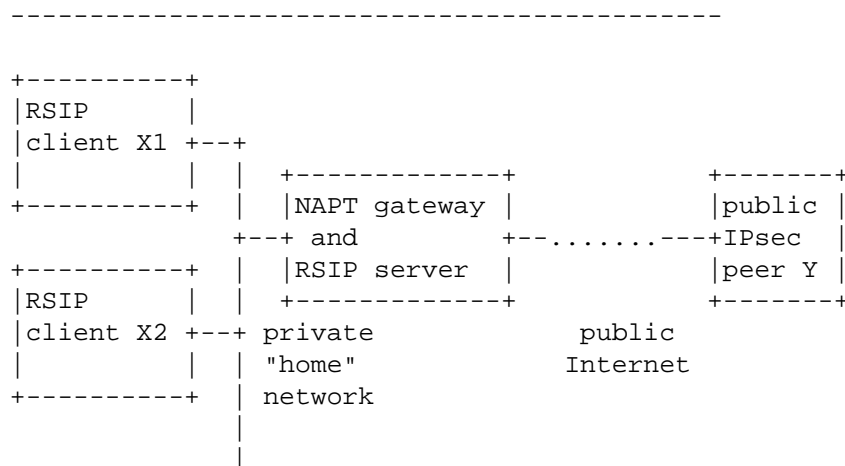 RSIP
client X1
NAPT gateway
and
RSIP server
public
IPsec
peer Y
RSIP
client X2
private
"home"
network
public
Internet